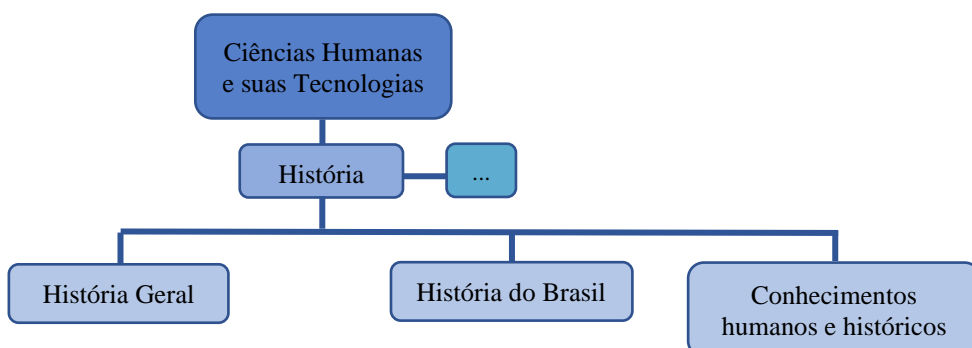 Ciências Humanas
e suas Tecnologias
História
...
História Geral
História do Brasil
Conhecimentos
humanos e históricos